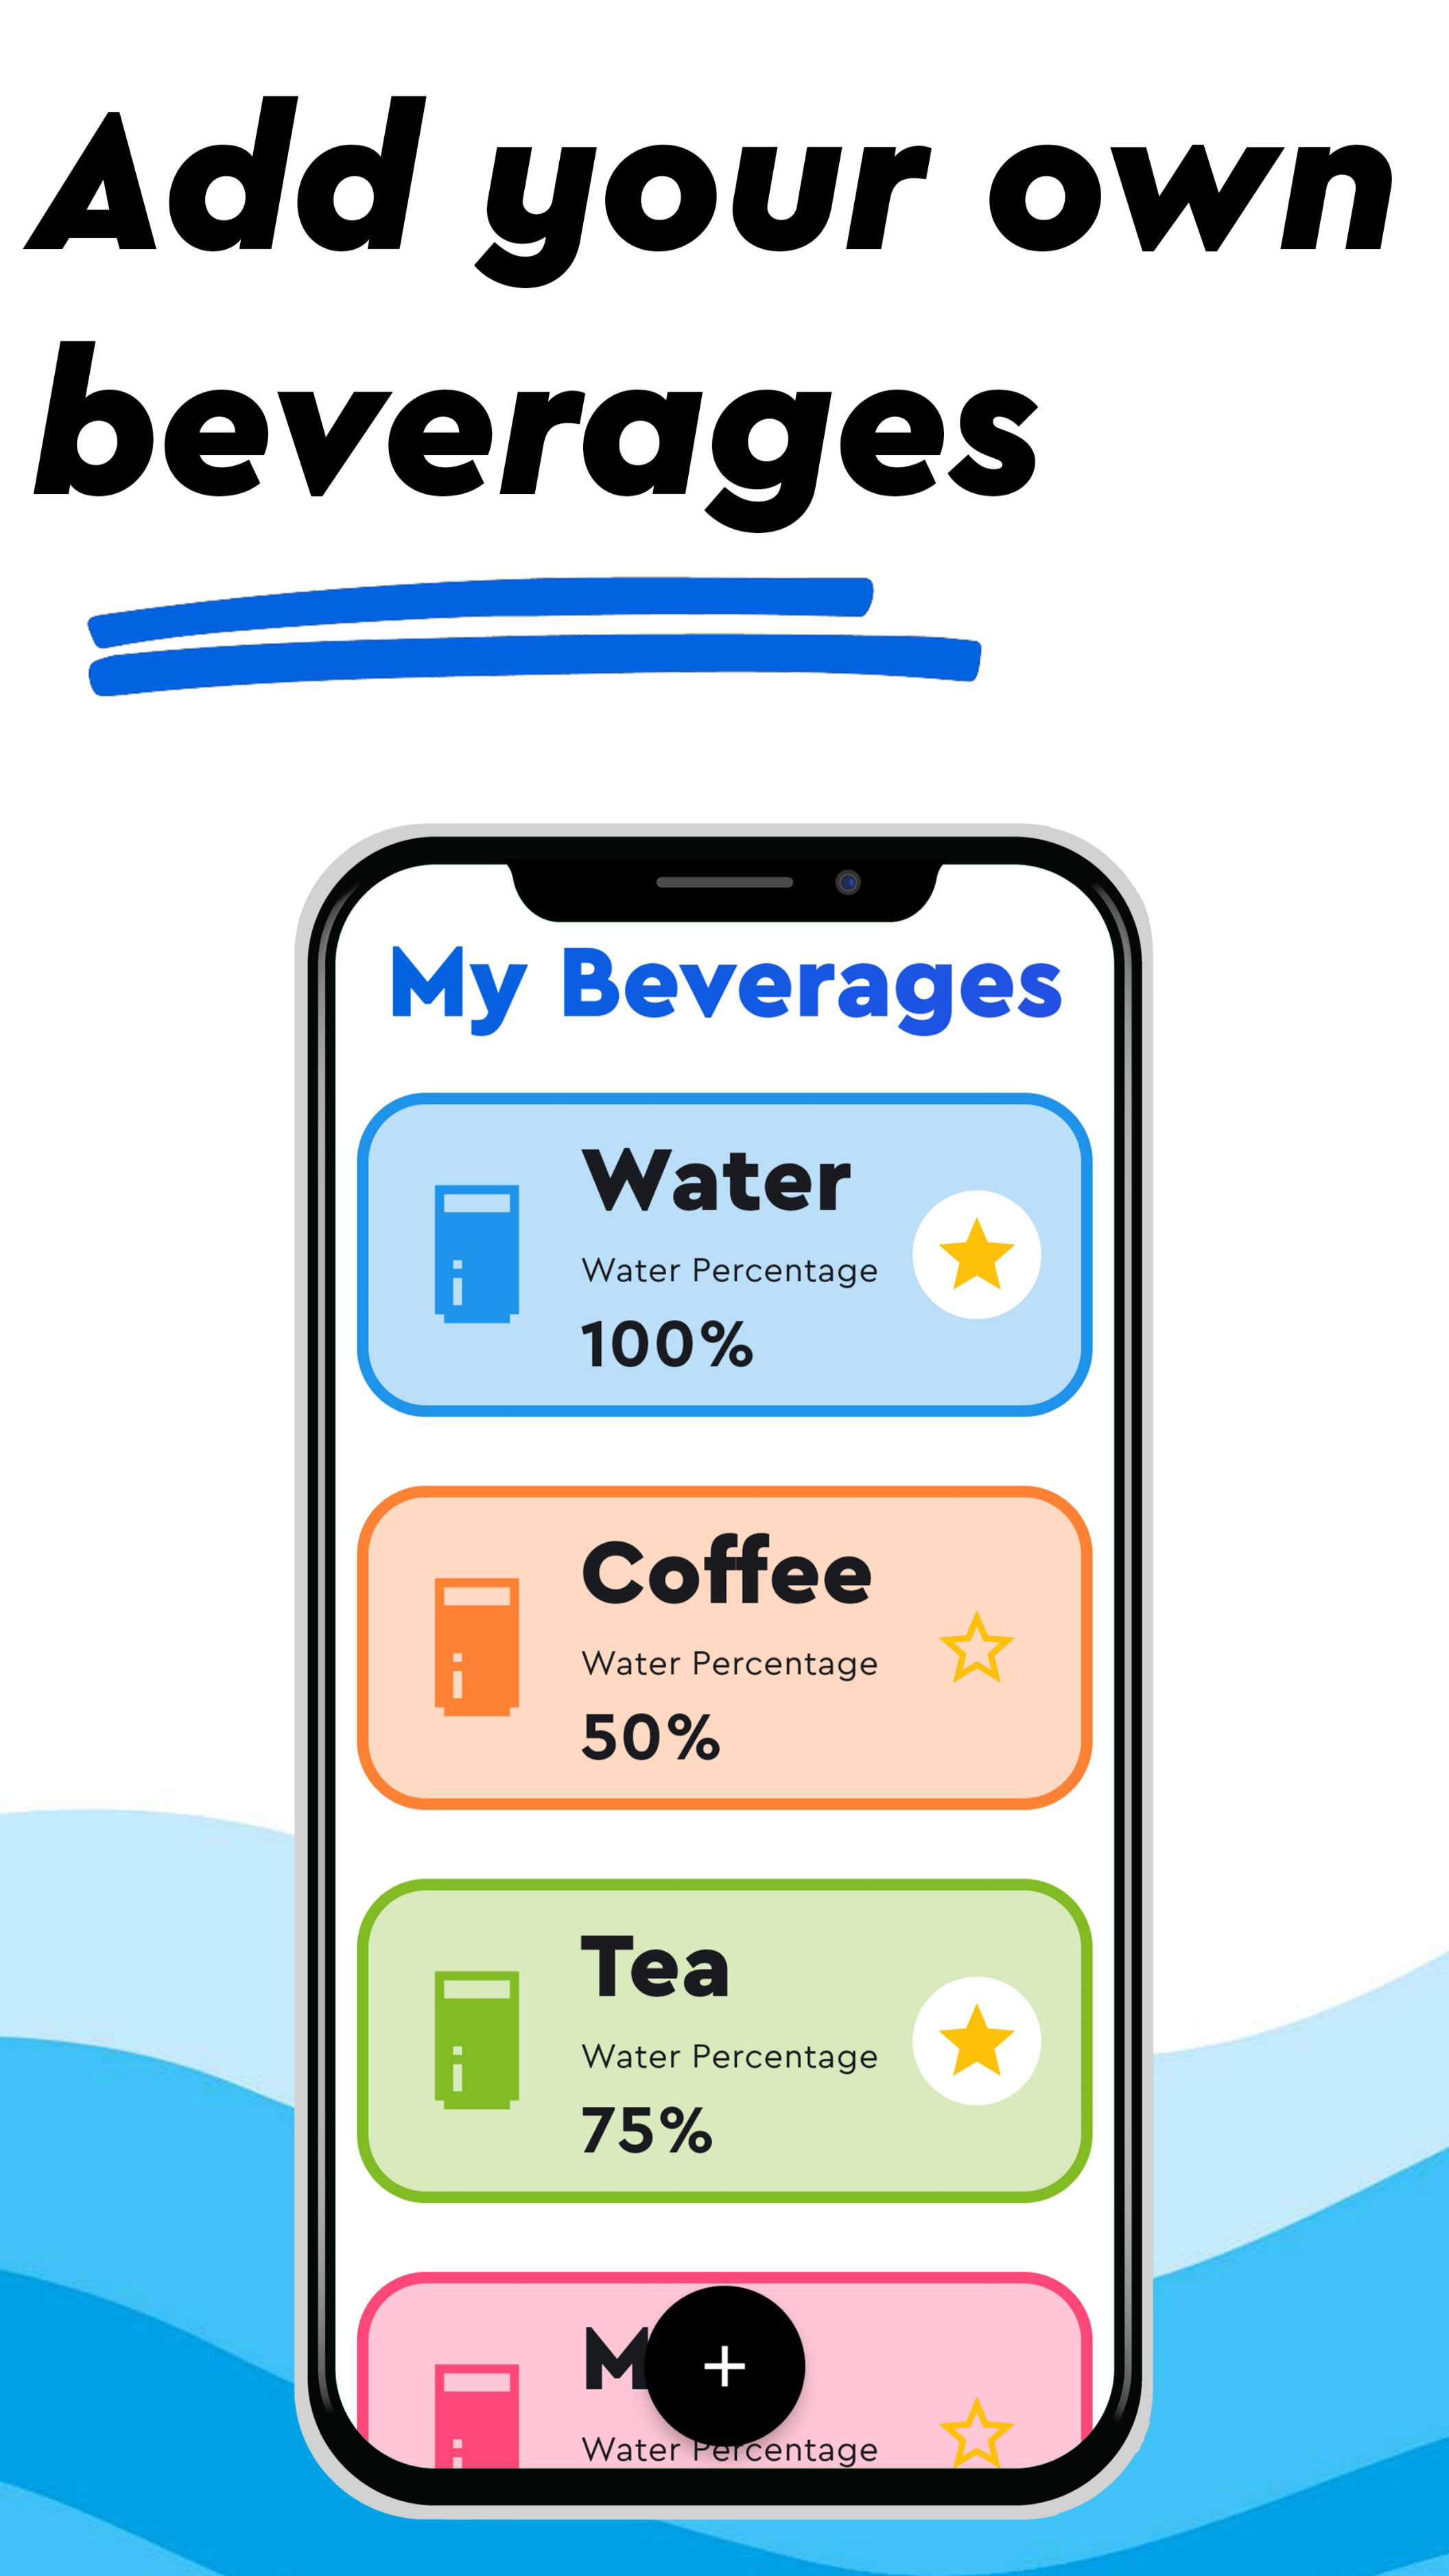 Add your own
beverages
My Beverages
Water
Water Percentage
100%
Coffee
Water Percentage
50%
Tea
Water Percentage
75%
+
Water Percentage